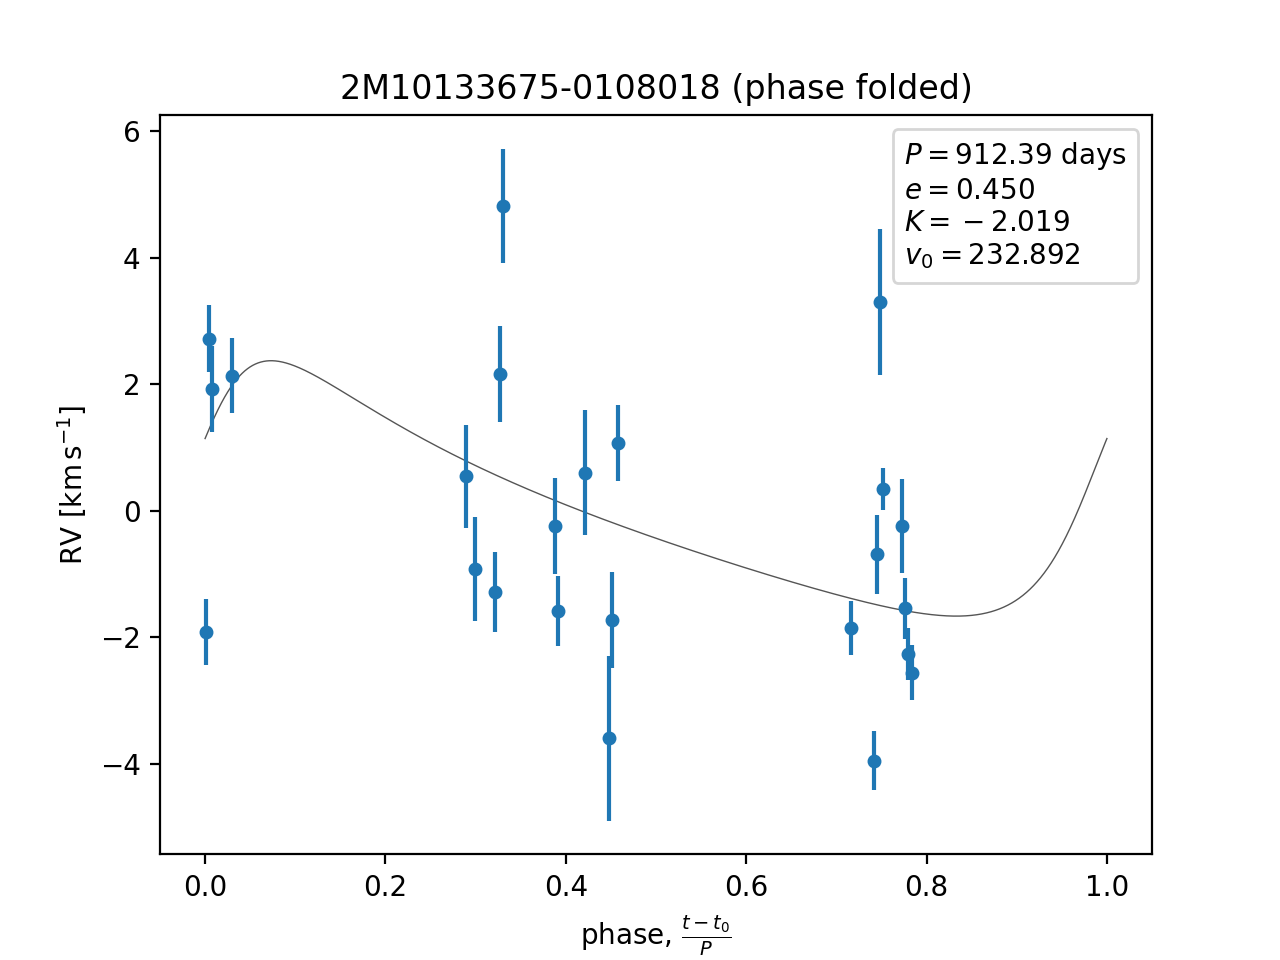 2M10133675-0108018 (phase folded)
P = 912.39 days
e = 0.450
K = −2.019
v₀ = 232.892
6
4
2
0
−2
−4
RV [km s⁻¹]
0.0 0.2 0.4 0.6 0.8 1.0
phase, (t − t₀)/P